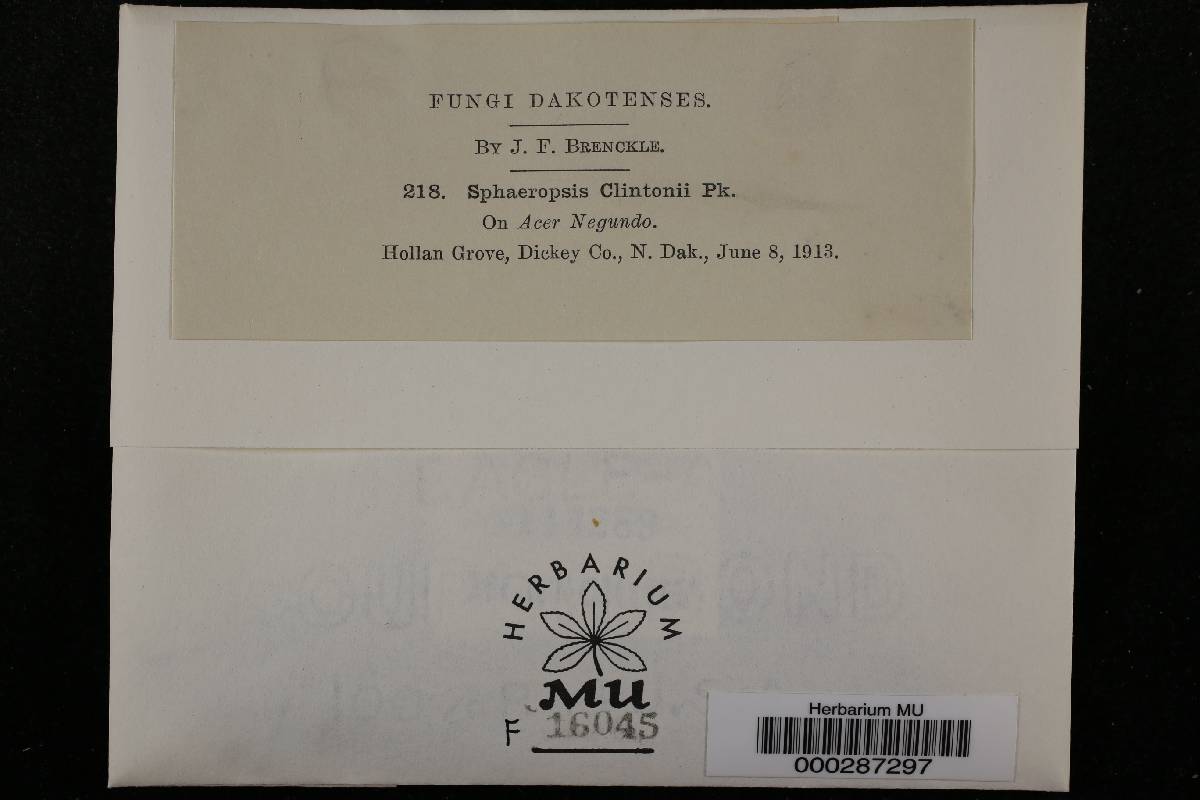 FUNGI DAKOTENSES.
BY J. F. BRENCKLE.
218. Sphaeropsis Clintonii Pk.
On Acer Negundo.
Hollan Grove, Dickey Co., N. Dak., June 8, 1913.
HERBARIUM
MU
F 16045
Herbarium MU
000287297